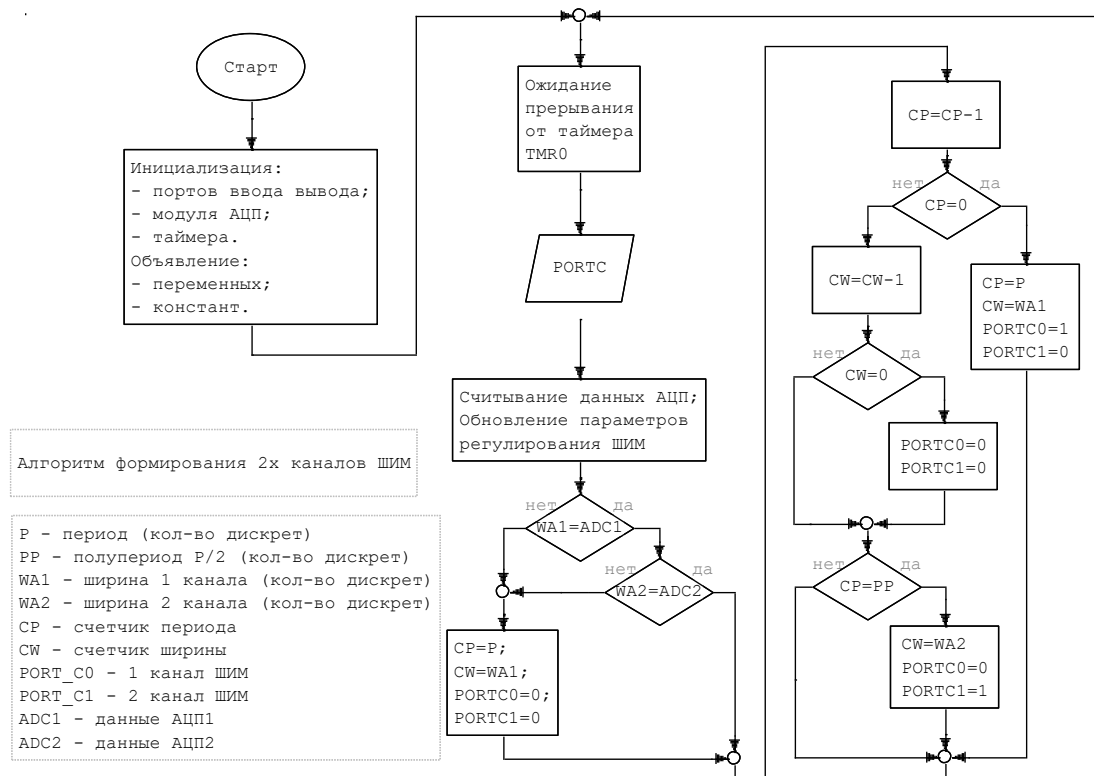 Старт
Инициализация:
- портов ввода вывода;
- модуля АЦП;
- таймера.
Объявление:
- переменных;
- констант.
Алгоритм формирования 2х каналов ШИМ
P - период (кол-во дискрет)
PP - полупериод P/2 (кол-во дискрет)
WA1 - ширина 1 канала (кол-во дискрет)
WA2 - ширина 2 канала (кол-во дискрет)
CP - счетчик периода
CW - счетчик ширины
PORT_C0 - 1 канал ШИМ
PORT_C1 - 2 канал ШИМ
ADC1 - данные АЦП1
ADC2 - данные АЦП2
Ожидание
прерывания
от таймера
TMR0
PORTC
Считывание данных АЦП;
Обновление параметров
регулирования ШИМ
нет
да
WA1=ADC1
нет
да
WA2=ADC2
CP=P;
CW=WA1;
PORTC0=0;
PORTC1=0
CP=CP-1
нет
да
CP=0
CW=CW-1
CP=P
CW=WA1
PORTC0=1
PORTC1=0
нет
да
CW=0
PORTC0=0
PORTC1=0
нет
да
CP=PP
CW=WA2
PORTC0=0
PORTC1=1